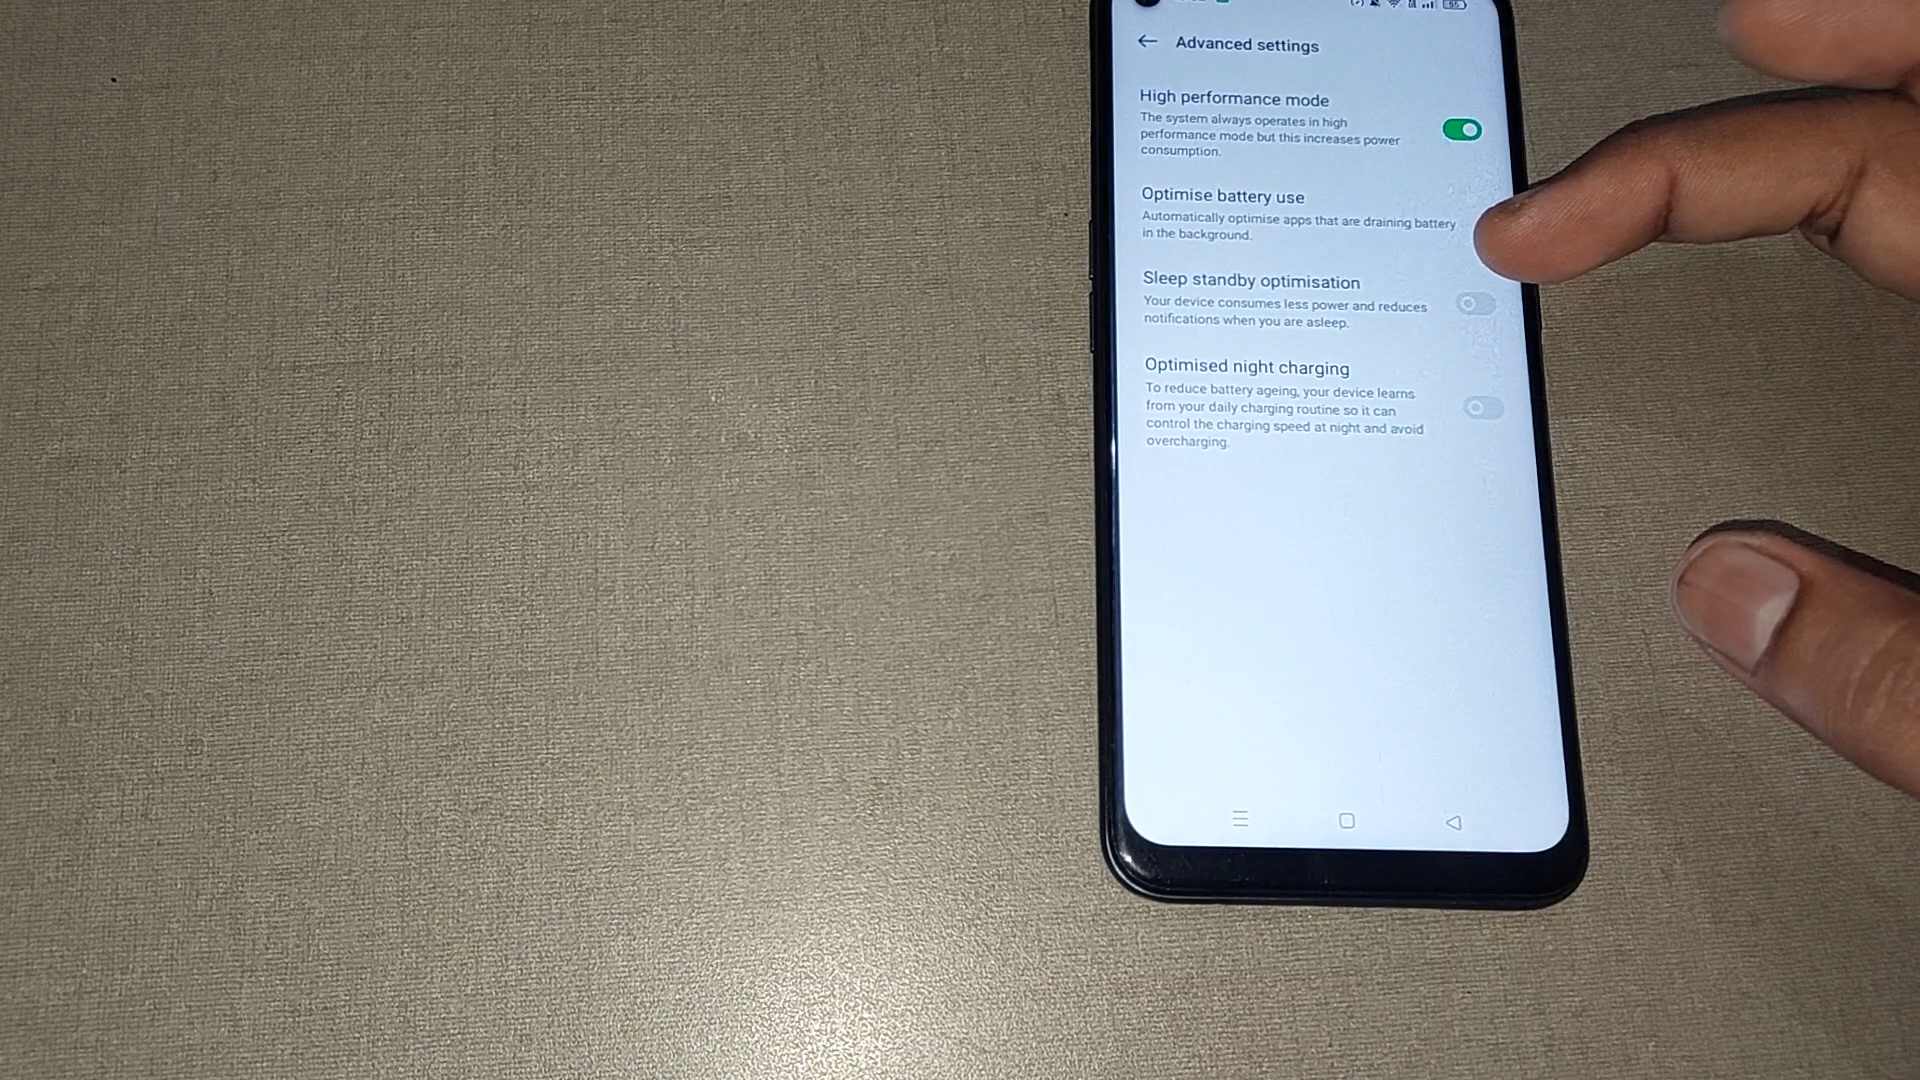 Advanced settings
High performance mode
The system always operates in high
performance mode but this increases power
consumption.
Optimise battery use
Automatically optimise apps that are draining battery
in the background.
Sleep standby optimisation
Your device consumes less power and reduces
notifications when you are asleep.
Optimised night charging
To reduce battery ageing, your device learns
from your daily charging routine so it can
control the charging speed at night and avoid
overcharging.